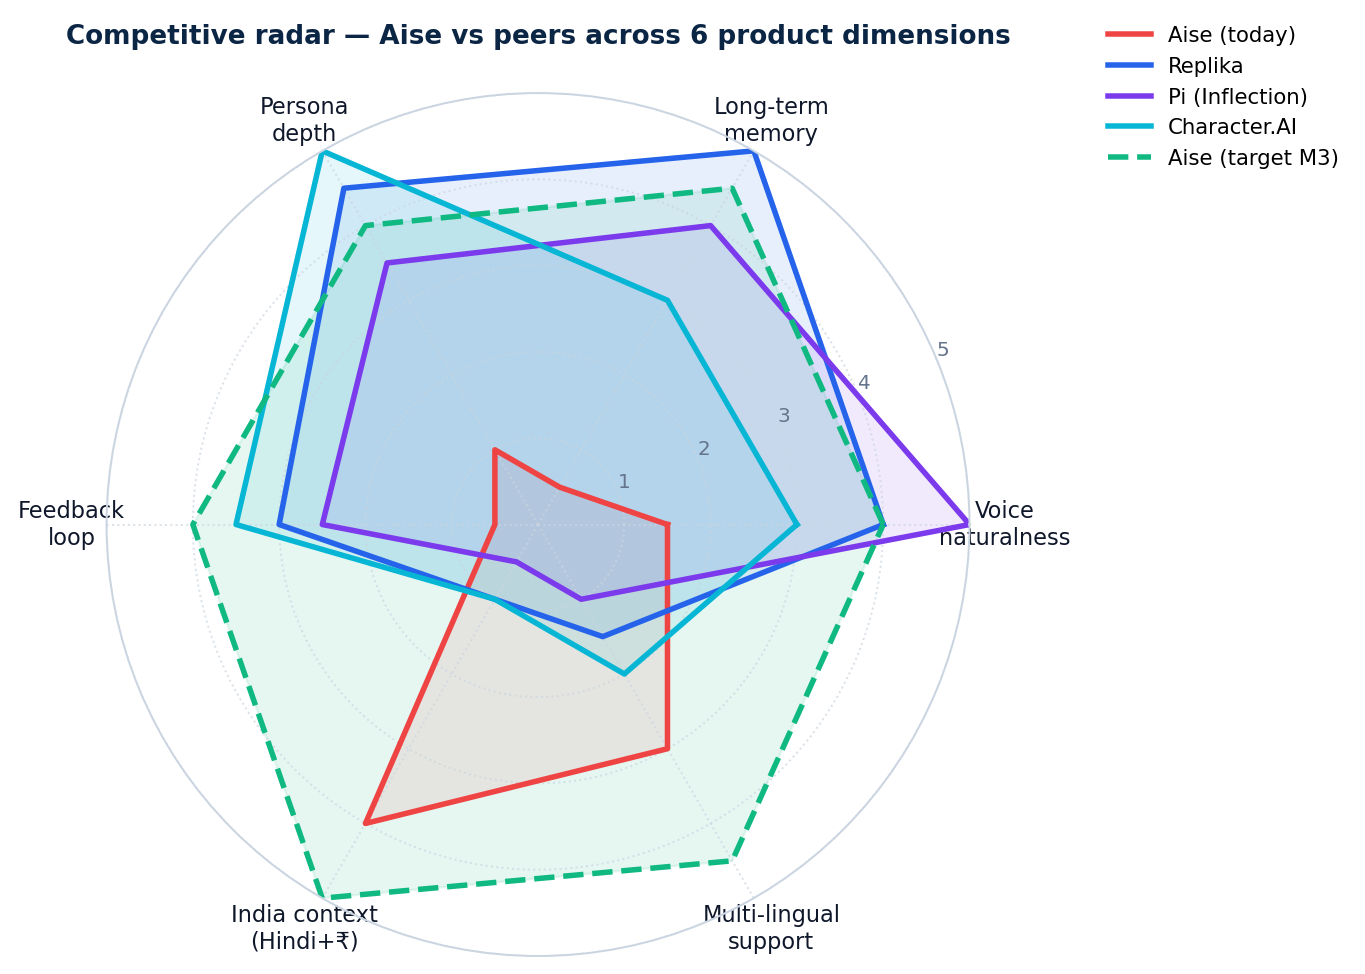 Competitive radar — Aise vs peers across 6 product dimensions
Aise (today)
Replika
Pi (Inflection)
Character.AI
Aise (target M3)
Persona
depth
Long-term
memory
5
4
3
2
1
Feedback
loop
Voice
naturalness
India context
(Hindi+₹)
Multi-lingual
support